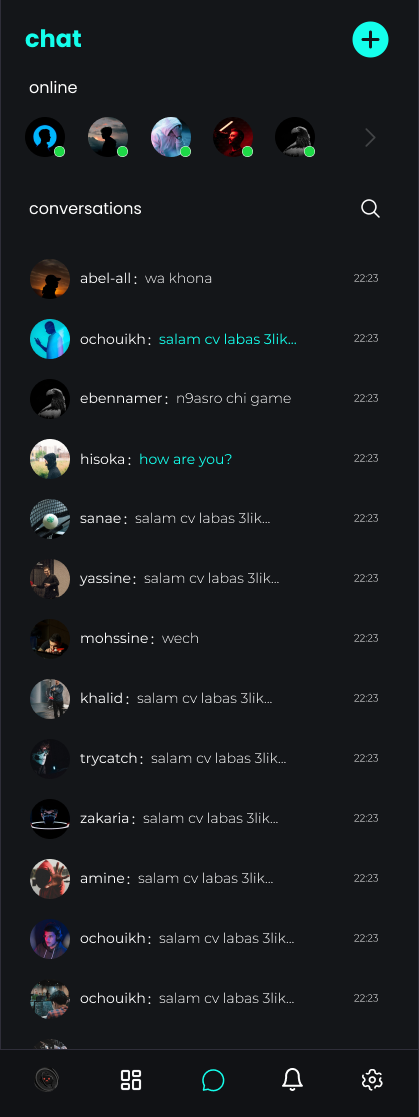 chat
online
conversations
abel-all: wa khona 22:23
ochouikh: salam cv labas 3lik... 22:23
ebennamer: n9asro chi game 22:23
hisoka: how are you? 22:23
sanae: salam cv labas 3lik... 22:23
yassine: salam cv labas 3lik... 22:23
mohssine: wech 22:23
khalid: salam cv labas 3lik... 22:23
trycatch: salam cv labas 3lik... 22:23
zakaria: salam cv labas 3lik... 22:23
amine: salam cv labas 3lik... 22:23
ochouikh: salam cv labas 3lik... 22:23
ochouikh: salam cv labas 3lik... 22:23